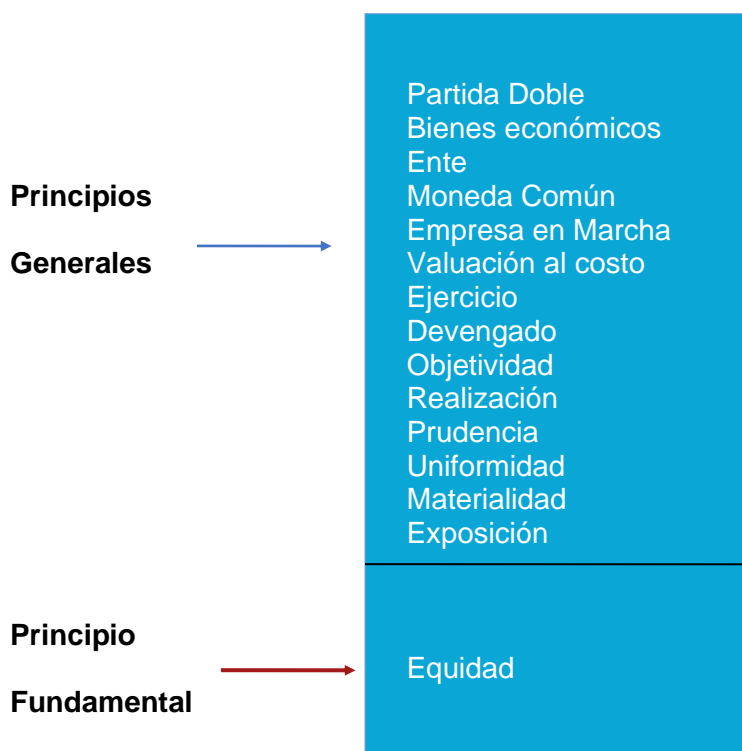 Principios
Generales
Partida Doble
Bienes económicos
Ente
Moneda Común
Empresa en Marcha
Valuación al costo
Ejercicio
Devengado
Objetividad
Realización
Prudencia
Uniformidad
Materialidad
Exposición
Principio
Fundamental
Equidad